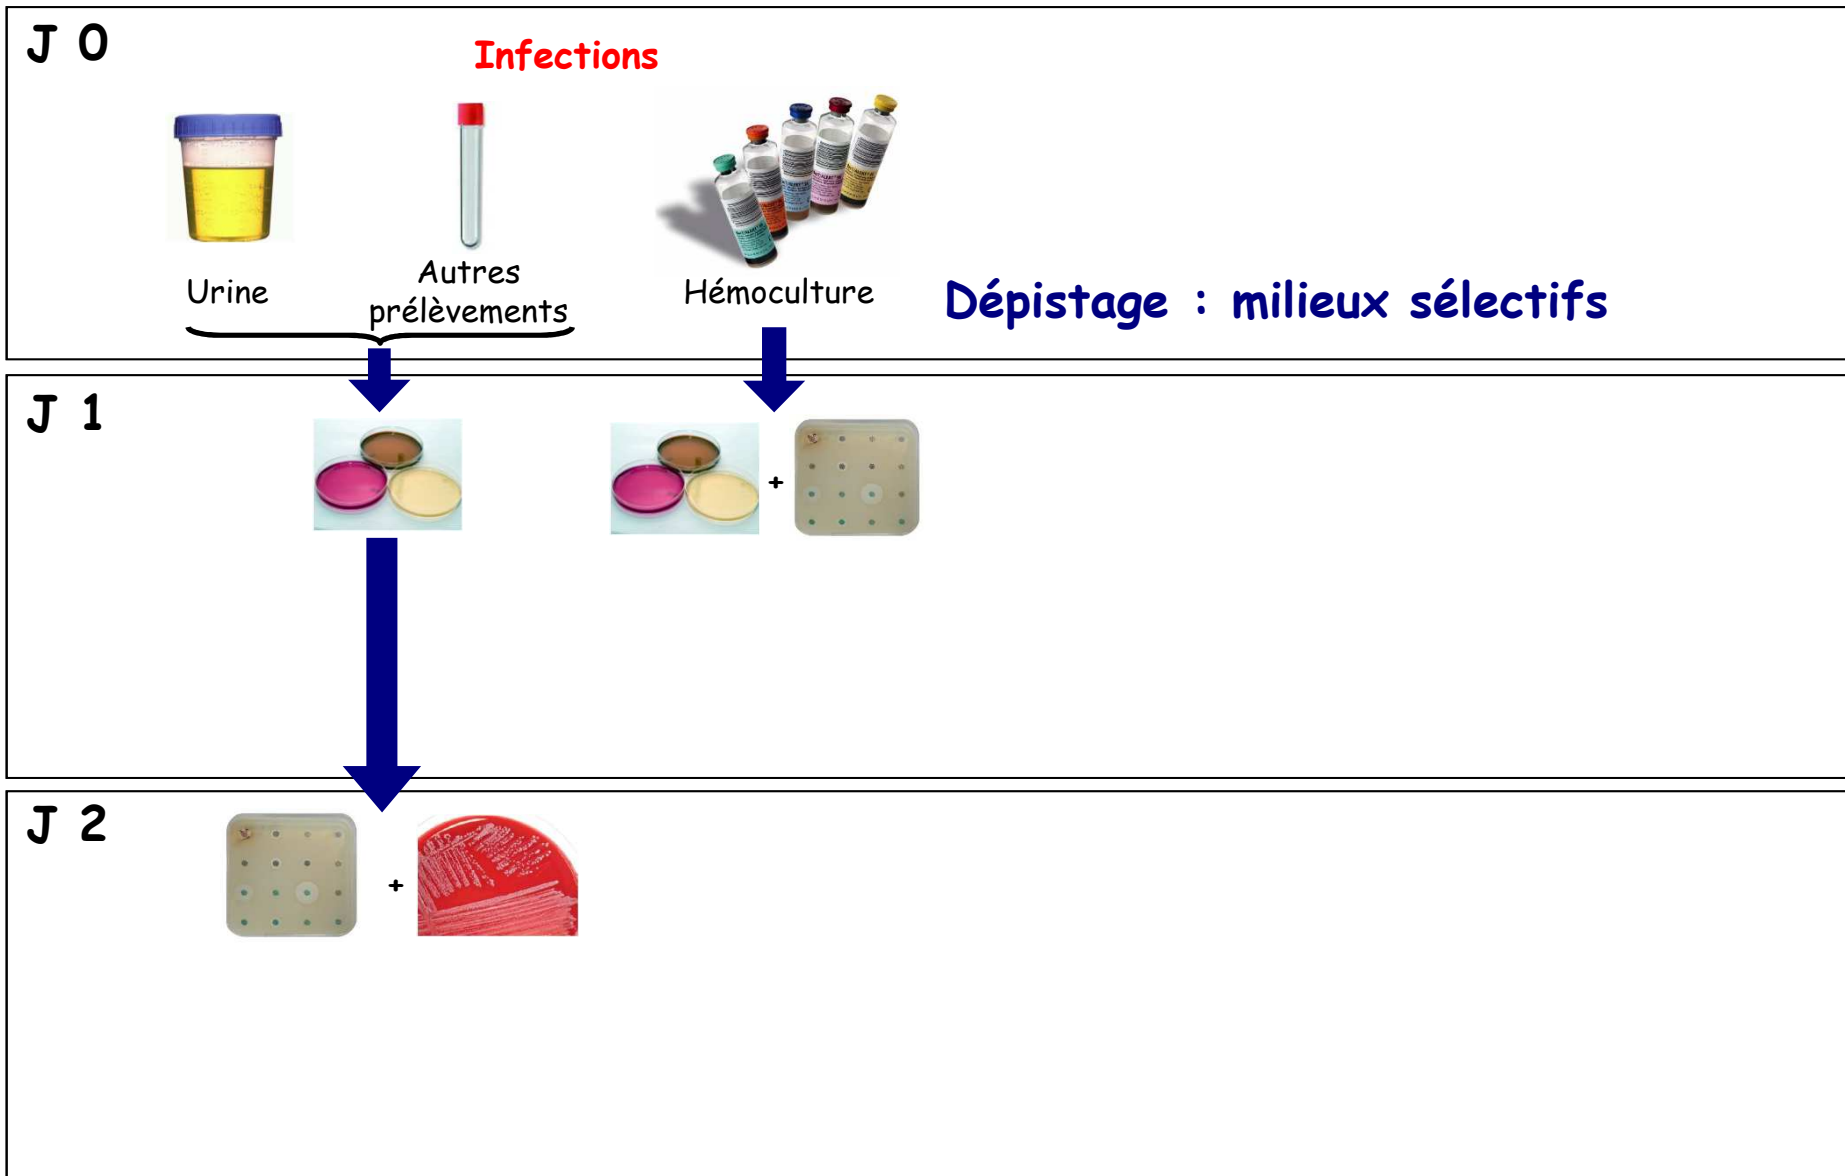 J 0
Infections
Urine
Autres
prélèvements
Hémoculture
Dépistage : milieux sélectifs
J 1
+
J 2
+